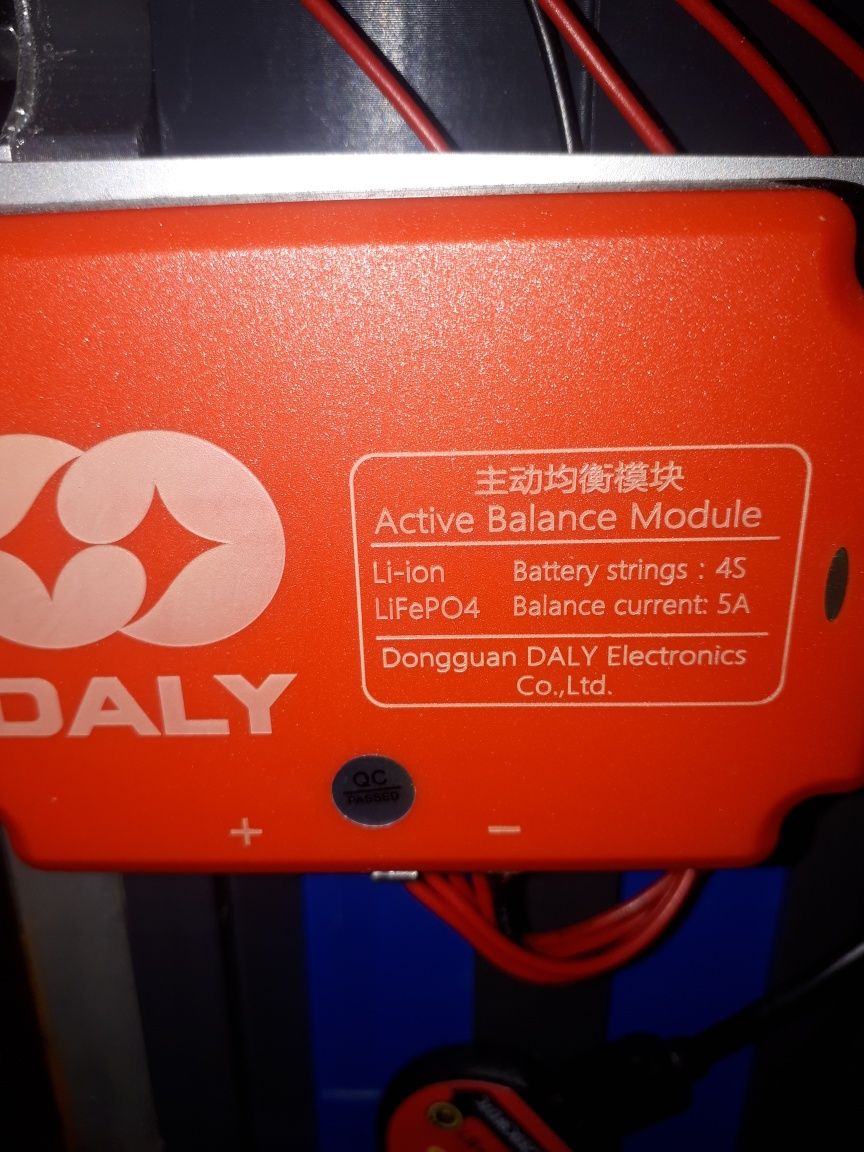 主动均衡模块
Active Balance Module
Li-ion Battery strings : 4S
LiFePO4 Balance current: 5A
Dongguan DALY Electronics
Co.,Ltd.
DALY
QC
PASSED
+ −